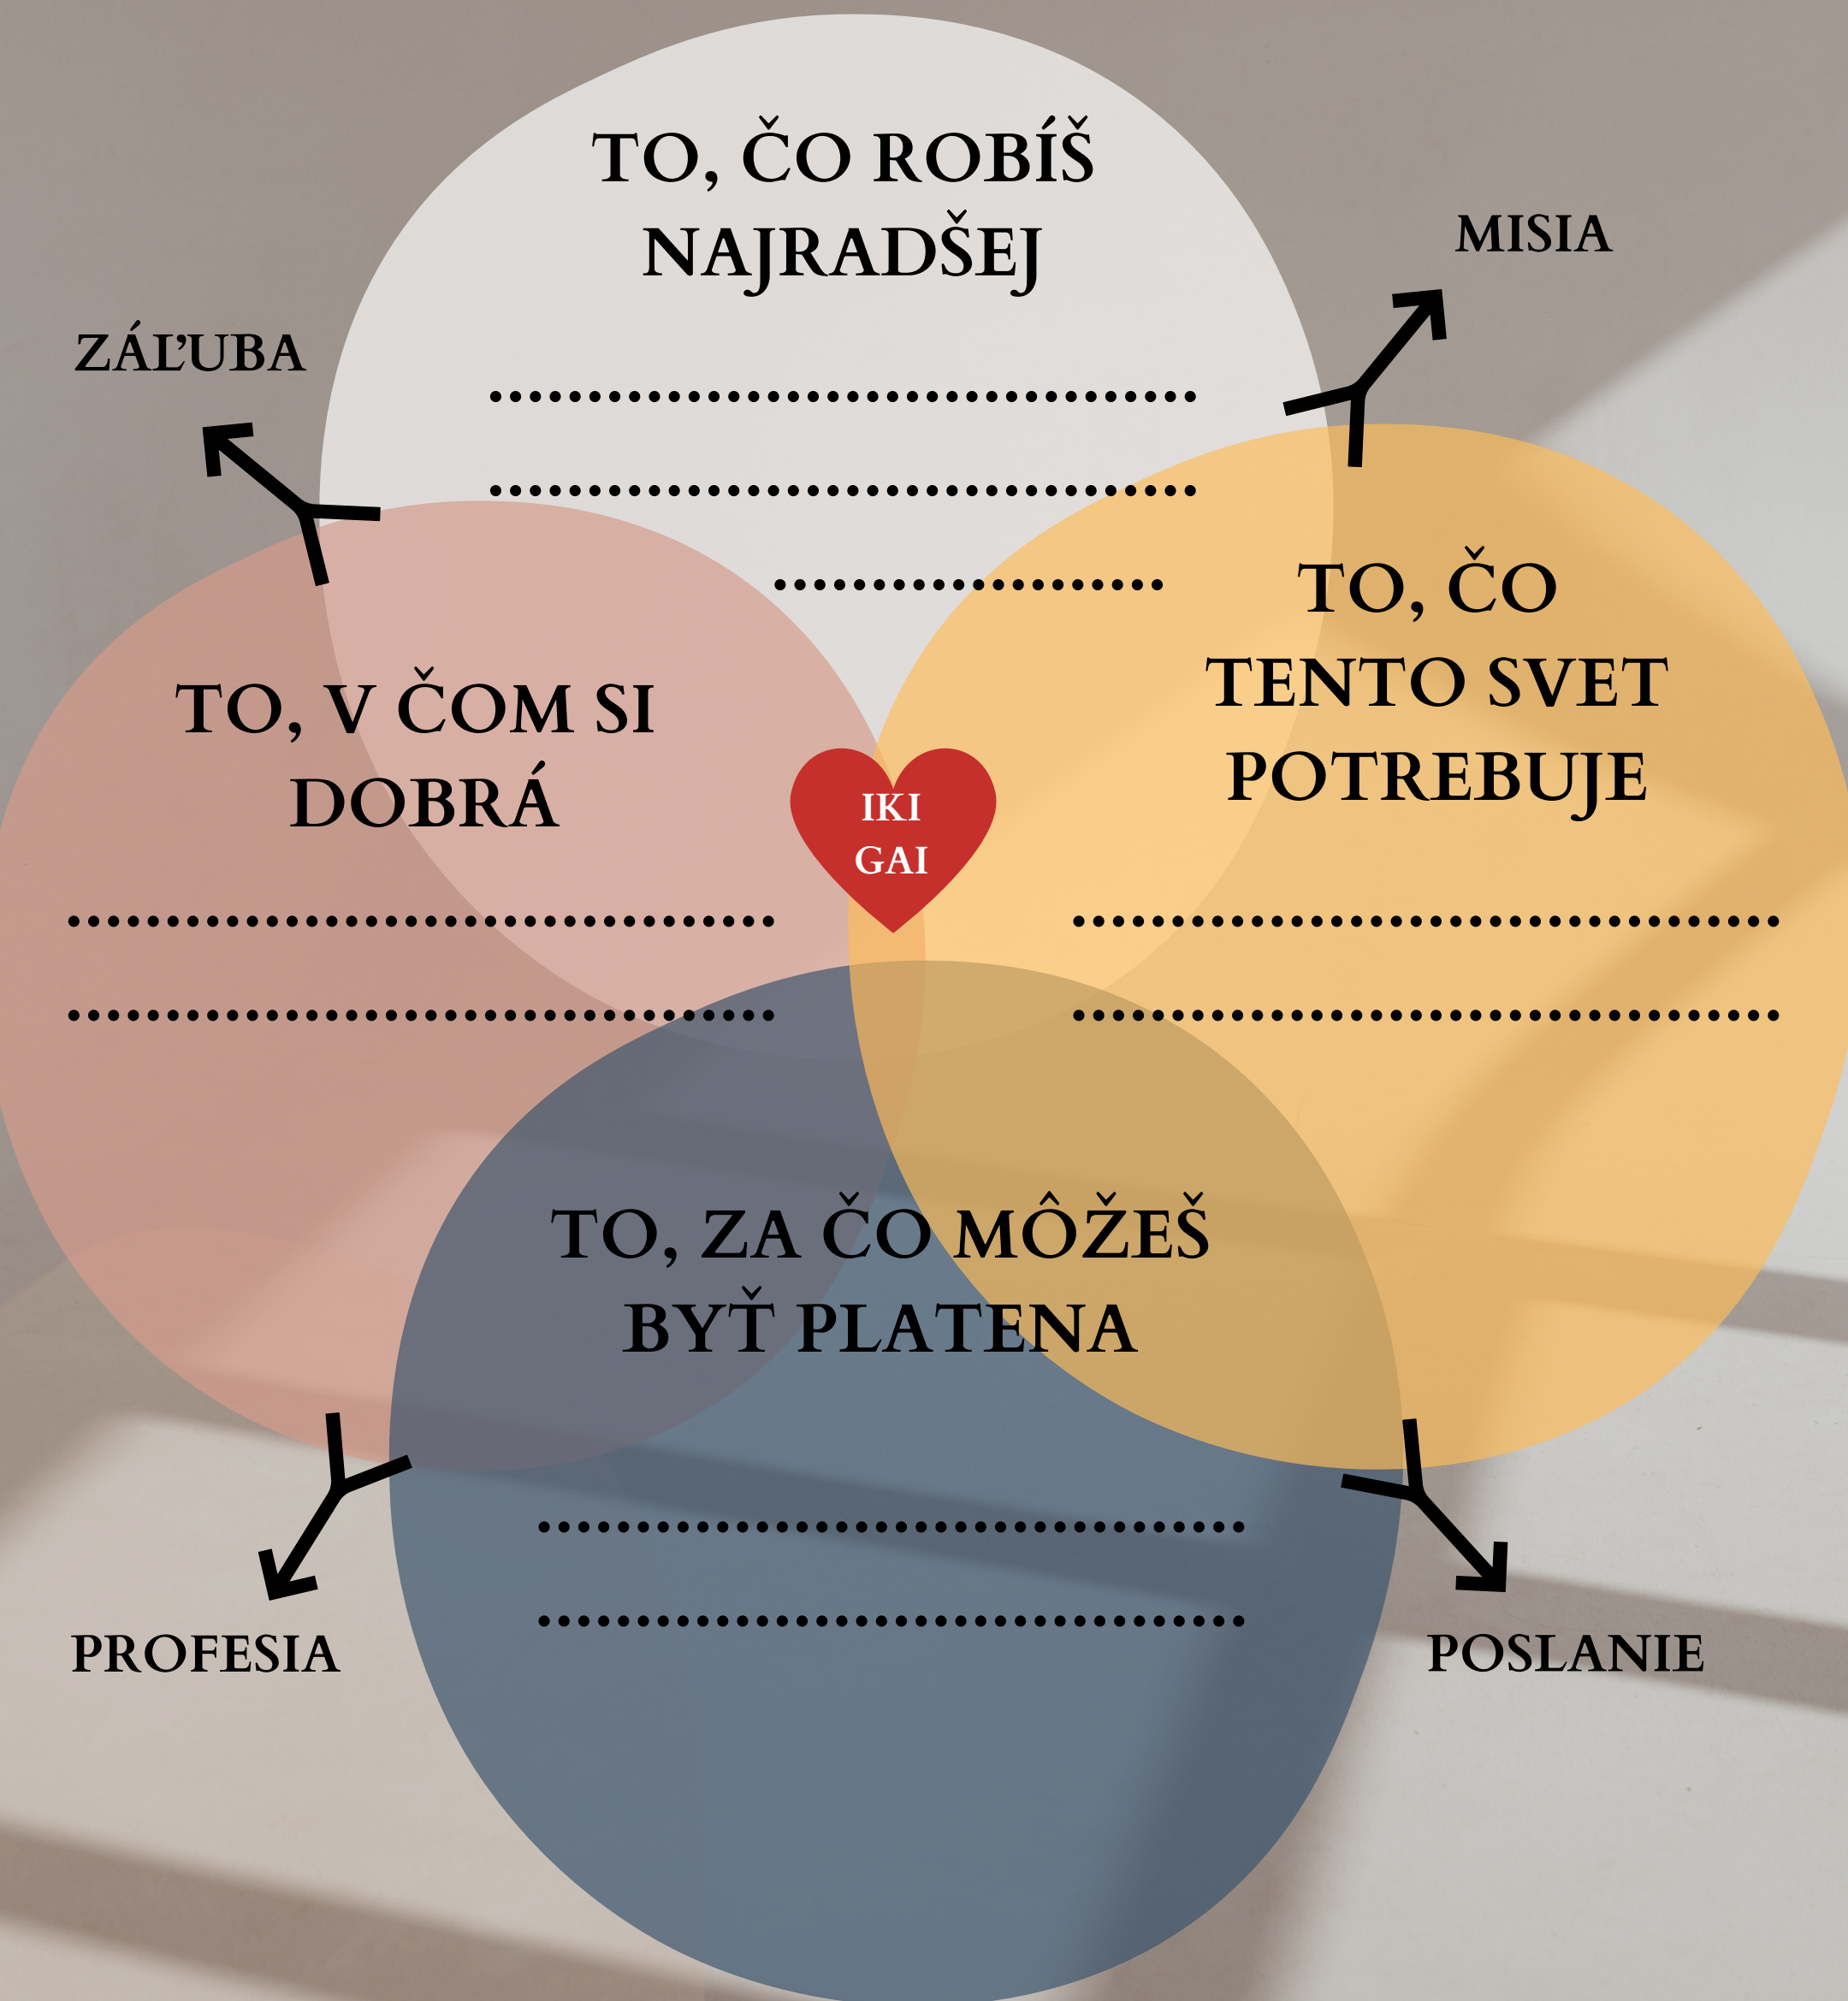 TO, ČO ROBÍŠ
NAJRADŠEJ
MISIA
ZÁĽUBA
TO, ČO
TENTO SVET
POTREBUJE
TO, V ČOM SI
DOBRÁ
IKI
GAI
TO, ZA ČO MÔŽEŠ
BYŤ PLATENA
PROFESIA
POSLANIE